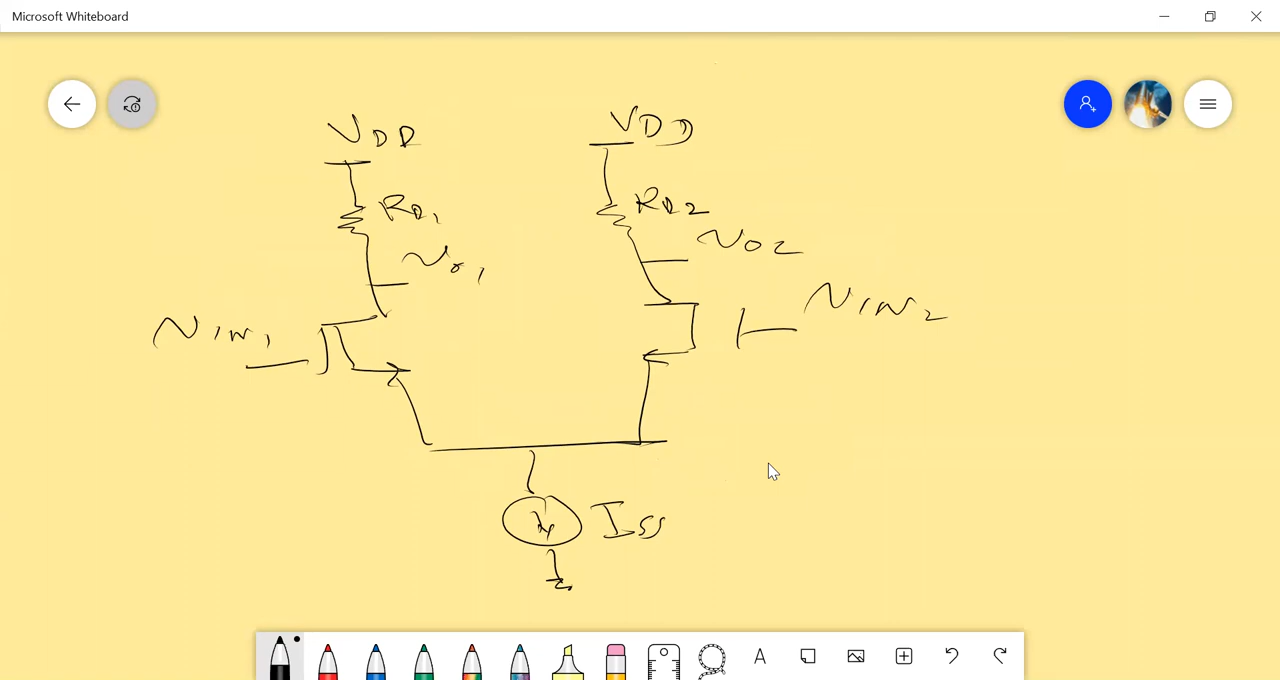 Microsoft Whiteboard
VDD
VDD
RD1
RD2
Vo1
Vo2
VIN1
VIN2
ISS
A